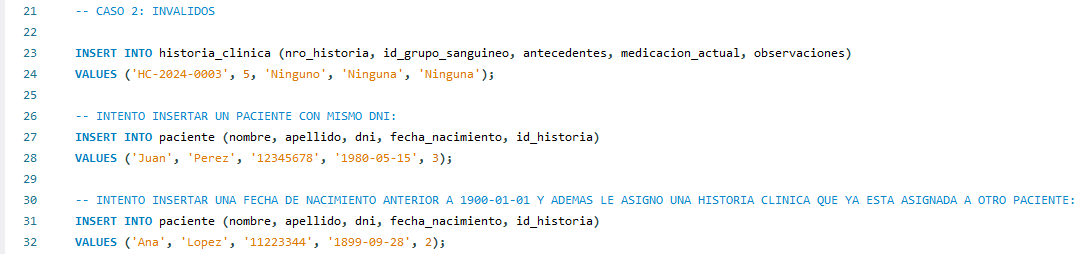 21 -- CASO 2: INVALIDOS
22
23 INSERT INTO historia_clinica (nro_historia, id_grupo_sanguineo, antecedentes, medicacion_actual, observaciones)
24 VALUES ('HC-2024-0003', 5, 'Ninguno', 'Ninguna', 'Ninguna');
25
26 -- INTENTO INSERTAR UN PACIENTE CON MISMO DNI:
27 INSERT INTO paciente (nombre, apellido, dni, fecha_nacimiento, id_historia)
28 VALUES ('Juan', 'Perez', '12345678', '1980-05-15', 3);
29
30 -- INTENTO INSERTAR UNA FECHA DE NACIMIENTO ANTERIOR A 1900-01-01 Y ADEMAS LE ASIGNO UNA HISTORIA CLINICA QUE YA ESTA ASIGNADA A OTRO PACIENTE:
31 INSERT INTO paciente (nombre, apellido, dni, fecha_nacimiento, id_historia)
32 VALUES ('Ana', 'Lopez', '11223344', '1899-09-28', 2);